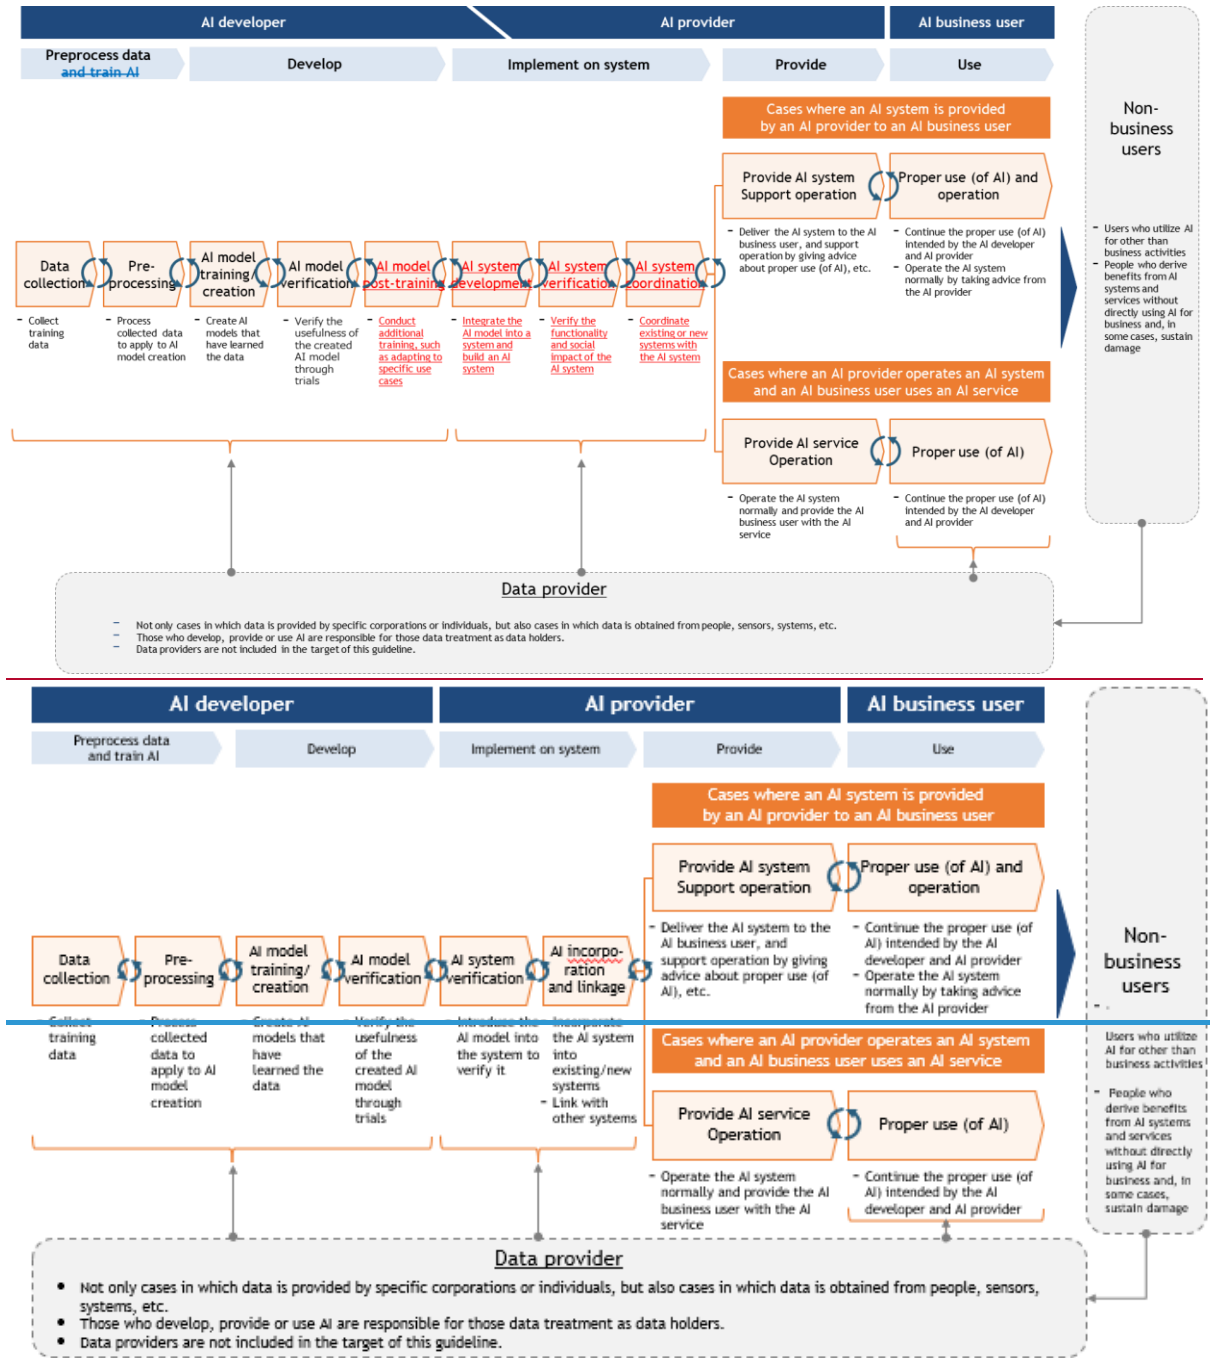 AI developer
AI provider
AI business user
Preprocess data
and train AI
Develop
Implement on system
Provide
Use
Non-
business
users
- Users who utilize AI
for other than
business activities
- People who derive
benefits from AI
systems and
services without
directly using AI for
business and, in
some cases, sustain
damage
Cases where an AI system is provided
by an AI provider to an AI business user
Provide AI system
Support operation
Proper use (of AI) and
operation
- Deliver the AI system to the AI
business user, and support
operation by giving advice
about proper use (of AI), etc.
- Continue the proper use (of AI)
intended by the AI developer
and AI provider
- Operate the AI system
normally by taking advice from
the AI provider
Data
collection
Pre-
processing
AI model
training/
creation
AI model
verification
AI model
post-training
AI system
development
AI system
verification
AI system
coordination
- Collect
training
data
- Process
collected data
to apply to AI
model creation
- Create AI
models that
have learned
the data
- Verify the
usefulness of
the created
AI model
through
trials
- Conduct
additional
training, such
as adapting to
specific use
cases
- Integrate the
AI model into a
system and
build an AI
system
- Verify the
functionality
and social
impact of the
AI system
- Coordinate
existing or new
systems with
the AI system
Cases where an AI provider operates an AI system
and an AI business user uses an AI service
Provide AI service
Operation
Proper use (of AI)
- Operate the AI system
normally and provide the AI
business user with the AI
service
- Continue the proper use (of AI)
intended by the AI developer
and AI provider
Data provider
- Not only cases in which data is provided by specific corporations or individuals, but also cases in which data is obtained from people, sensors, systems, etc.
- Those who develop, provide or use AI are responsible for those data treatment as data holders.
- Data providers are not included in the target of this guideline.
AI developer
AI provider
AI business user
Preprocess data
and train AI
Develop
Implement on system
Provide
Use
Cases where an AI system is provided
by an AI provider to an AI business user
Provide AI system
Support operation
Proper use (of AI) and
operation
- Deliver the AI system to the
AI business user, and
support operation by giving
advice about proper use (of
AI), etc.
- Continue the proper use (of
AI) intended by the AI
developer and AI provider
- Operate the AI system
normally by taking advice
from the AI provider
Non-
business
users
- .
Users who utilize
AI for other than
business activities
- People who
derive benefits
from AI systems
and services
without directly
using AI for
business and, in
some cases,
sustain damage
Data
collection
Pre-
processing
AI model
training/
creation
AI model
verification
AI system
verification
AI incorpo-
ration
and linkage
- Collect
training
data
- Process
collected
data to
apply to AI
model
creation
- Create AI
models that
have
learned the
data
- Verify the
usefulness
of the
created AI
model
through
trials
- Introduce the
AI model into
the system to
verify it
- Incorporate
the AI system
into
existing/new
systems
- Link with
other systems
Cases where an AI provider operates an AI system
and an AI business user uses an AI service
Provide AI service
Operation
Proper use (of AI)
- Operate the AI system
normally and provide the AI
business user with the AI
service
- Continue the proper use (of
AI) intended by the AI
developer and AI provider
Data provider
• Not only cases in which data is provided by specific corporations or individuals, but also cases in which data is obtained from people, sensors,
systems, etc.
• Those who develop, provide or use AI are responsible for those data treatment as data holders.
• Data providers are not included in the target of this guideline.